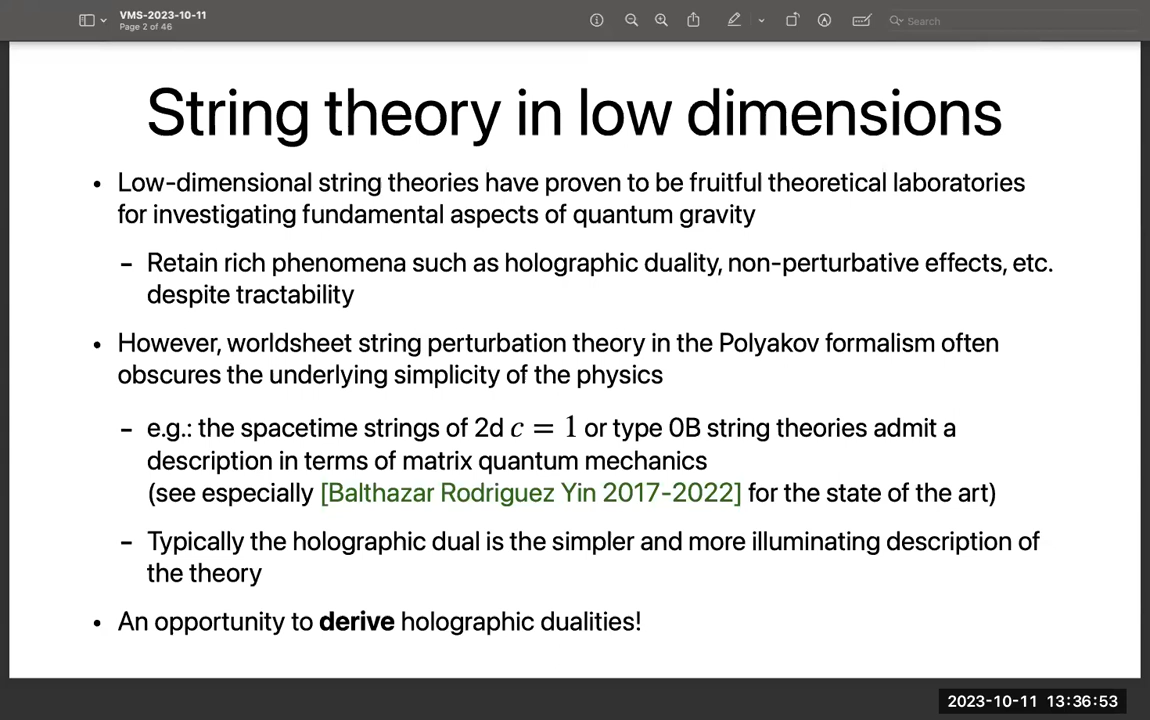 VMS-2023-10-11
Page 2 of 46
Search
String theory in low dimensions
• Low-dimensional string theories have proven to be fruitful theoretical laboratories
for investigating fundamental aspects of quantum gravity
– Retain rich phenomena such as holographic duality, non-perturbative effects, etc.
despite tractability
• However, worldsheet string perturbation theory in the Polyakov formalism often
obscures the underlying simplicity of the physics
– e.g.: the spacetime strings of 2d c = 1 or type 0B string theories admit a
description in terms of matrix quantum mechanics
(see especially [Balthazar Rodriguez Yin 2017-2022] for the state of the art)
– Typically the holographic dual is the simpler and more illuminating description of
the theory
• An opportunity to derive holographic dualities!
2023-10-11 13:36:53